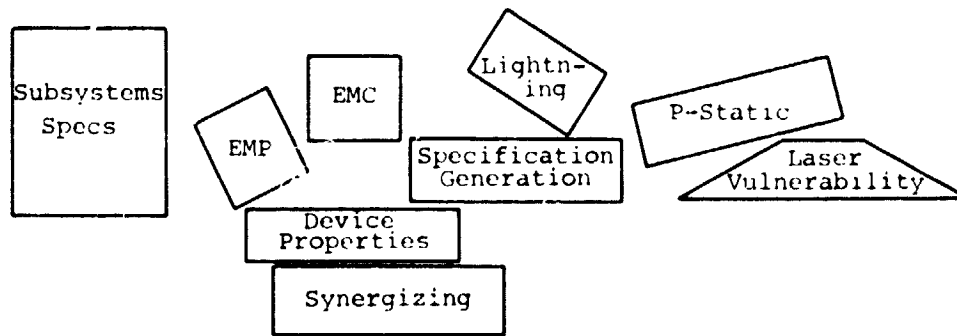 Subsystems
Specs
EMP
EMC
Lightn-
ing
P-Static
Specification
Generation
Laser
Vulnerability
Device
Properties
Synergizing